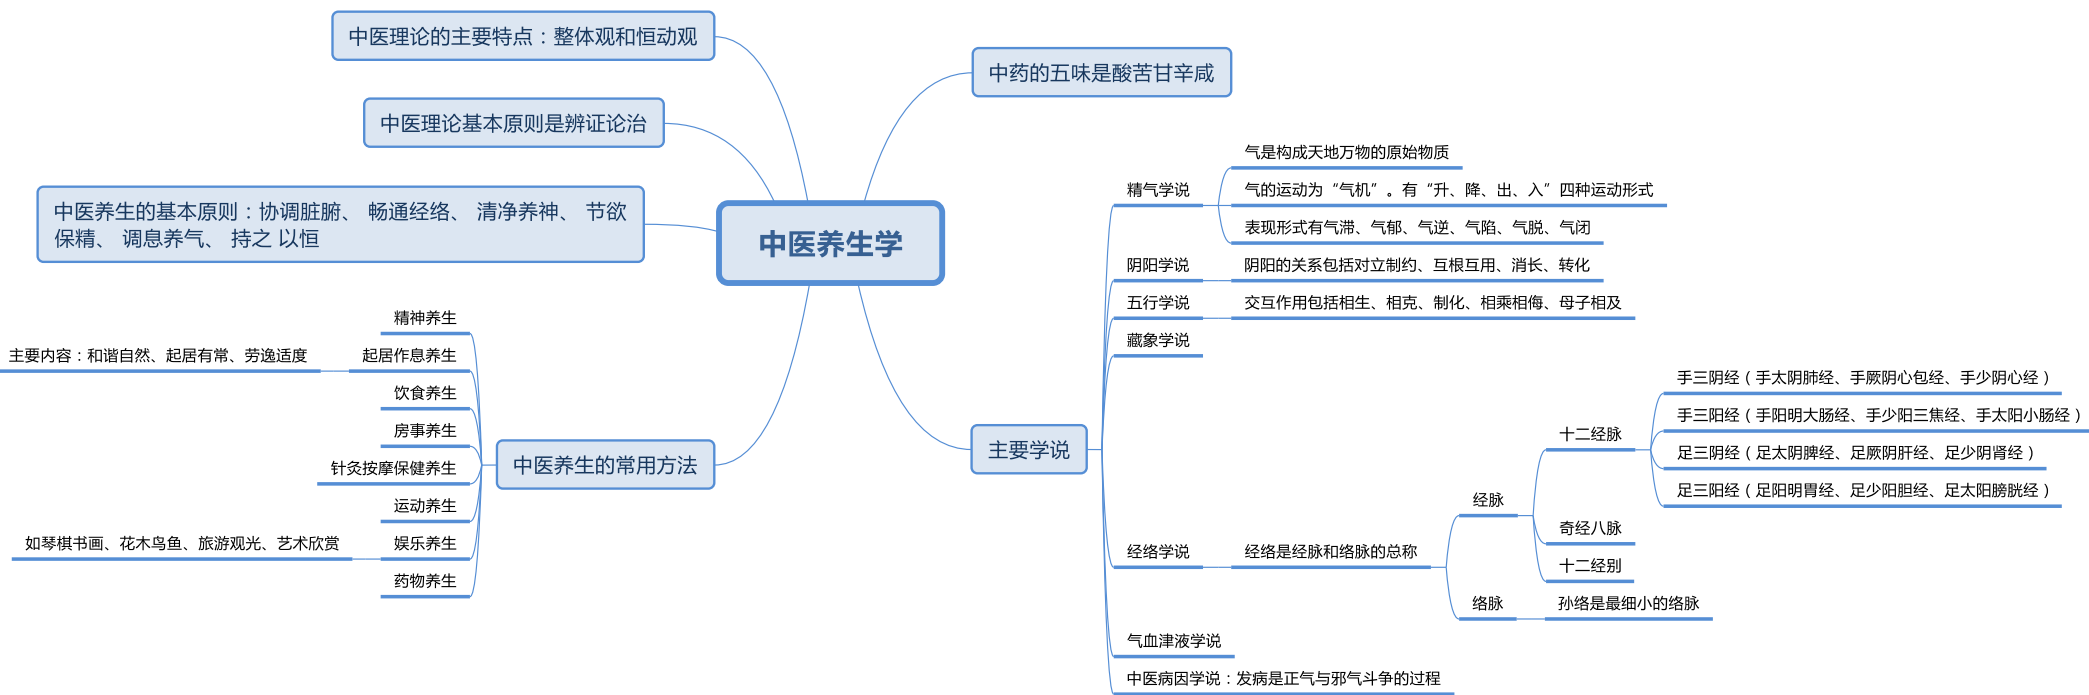 中医养生学
中医理论的主要特点：整体观和恒动观
中医理论基本原则是辨证论治
中医养生的基本原则：协调脏腑、 畅通经络、 清净养神、 节欲
保精、 调息养气、 持之 以恒
中医养生的常用方法
精神养生
起居作息养生
主要内容：和谐自然、起居有常、劳逸适度
饮食养生
房事养生
针灸按摩保健养生
运动养生
娱乐养生
如琴棋书画、花木鸟鱼、旅游观光、艺术欣赏
药物养生
中药的五味是酸苦甘辛咸
主要学说
精气学说
气是构成天地万物的原始物质
气的运动为“气机”。有“升、降、出、入”四种运动形式
表现形式有气滞、气郁、气逆、气陷、气脱、气闭
阴阳学说
阴阳的关系包括对立制约、互根互用、消长、转化
五行学说
交互作用包括相生、相克、制化、相乘相侮、母子相及
藏象学说
经络学说
经络是经脉和络脉的总称
经脉
十二经脉
手三阴经（手太阴肺经、手厥阴心包经、手少阴心经）
手三阳经（手阳明大肠经、手少阳三焦经、手太阳小肠经）
足三阴经（足太阴脾经、足厥阴肝经、足少阴肾经）
足三阳经（足阳明胃经、足少阳胆经、足太阳膀胱经）
奇经八脉
十二经别
络脉
孙络是最细小的络脉
气血津液学说
中医病因学说：发病是正气与邪气斗争的过程